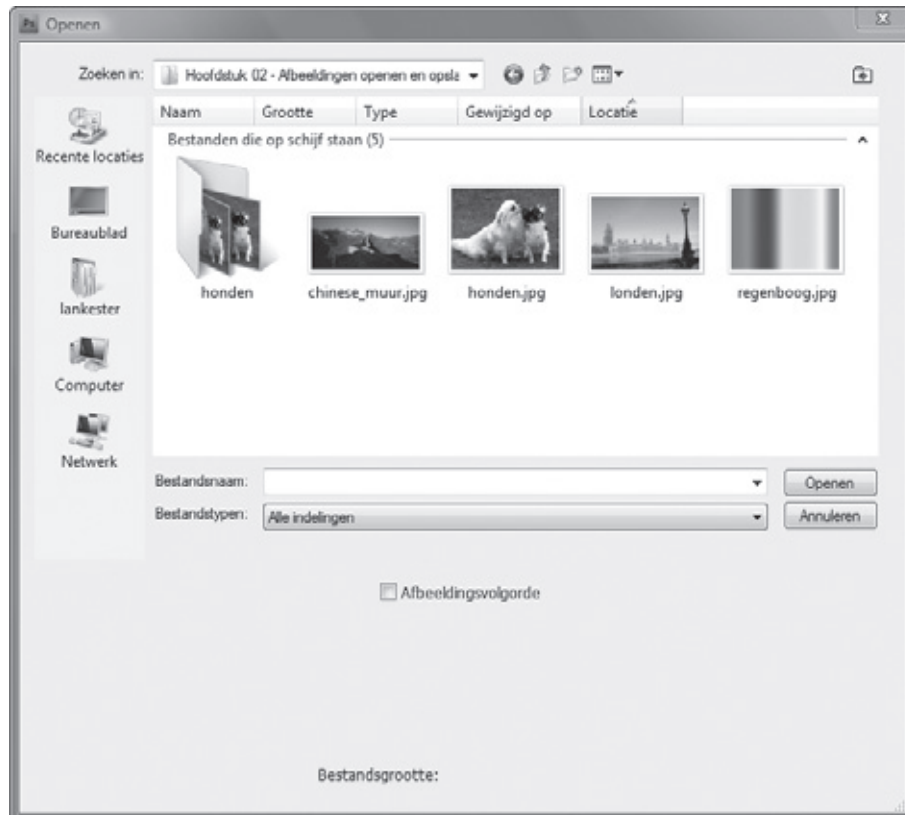 Ps Openen
Zoeken in: Hoofdstuk 02 - Afbeeldingen openen en opsla
Naam Grootte Type Gewijzigd op Locatie
Bestanden die op schijf staan (5)
Recente locaties
Bureaublad
lankester
Computer
Netwerk
honden chinese_muur.jpg honden.jpg londen.jpg regenboog.jpg
Bestandsnaam: Openen
Bestandstypen: Alle indelingen Annuleren
Afbeeldingsvolgorde
Bestandsgrootte: